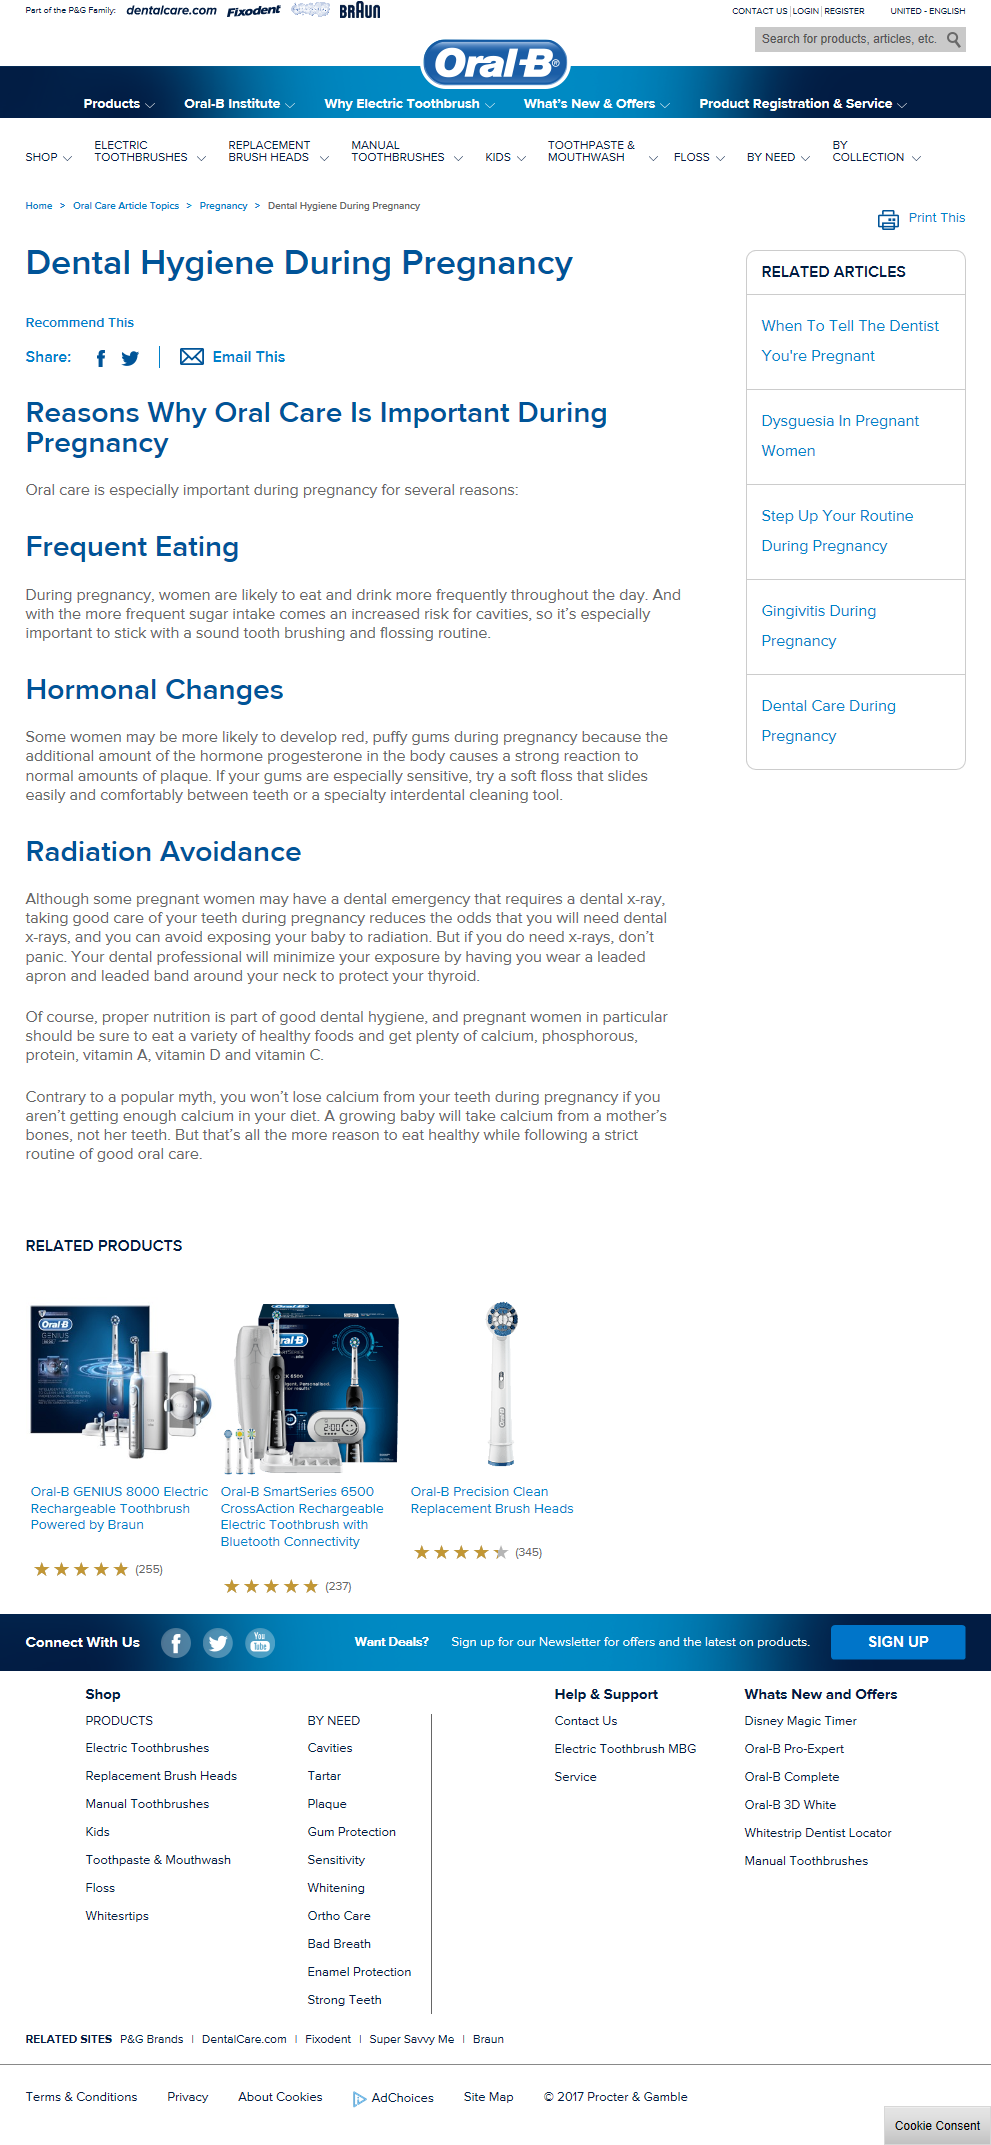 Part of the P&G Family: dentalcare.com Fixodent BRAUN
CONTACT US | LOGIN | REGISTER UNITED - ENGLISH
Search for products, articles, etc.
Oral-B®
Products Oral-B Institute Why Electric Toothbrush What's New & Offers Product Registration & Service
SHOP ELECTRIC TOOTHBRUSHES REPLACEMENT BRUSH HEADS MANUAL TOOTHBRUSHES KIDS TOOTHPASTE & MOUTHWASH FLOSS BY NEED BY COLLECTION
Home > Oral Care Article Topics > Pregnancy > Dental Hygiene During Pregnancy
Print This
Dental Hygiene During Pregnancy
Recommend This
Share: Email This
Reasons Why Oral Care Is Important During
Pregnancy
Oral care is especially important during pregnancy for several reasons:
Frequent Eating
During pregnancy, women are likely to eat and drink more frequently throughout the day. And
with the more frequent sugar intake comes an increased risk for cavities, so it's especially
important to stick with a sound tooth brushing and flossing routine.
Hormonal Changes
Some women may be more likely to develop red, puffy gums during pregnancy because the
additional amount of the hormone progesterone in the body causes a strong reaction to
normal amounts of plaque. If your gums are especially sensitive, try a soft floss that slides
easily and comfortably between teeth or a specialty interdental cleaning tool.
Radiation Avoidance
Although some pregnant women may have a dental emergency that requires a dental x-ray,
taking good care of your teeth during pregnancy reduces the odds that you will need dental
x-rays, and you can avoid exposing your baby to radiation. But if you do need x-rays, don't
panic. Your dental professional will minimize your exposure by having you wear a leaded
apron and leaded band around your neck to protect your thyroid.
Of course, proper nutrition is part of good dental hygiene, and pregnant women in particular
should be sure to eat a variety of healthy foods and get plenty of calcium, phosphorous,
protein, vitamin A, vitamin D and vitamin C.
Contrary to a popular myth, you won't lose calcium from your teeth during pregnancy if you
aren't getting enough calcium in your diet. A growing baby will take calcium from a mother's
bones, not her teeth. But that's all the more reason to eat healthy while following a strict
routine of good oral care.
RELATED ARTICLES
When To Tell The Dentist
You're Pregnant
Dysguesia In Pregnant
Women
Step Up Your Routine
During Pregnancy
Gingivitis During
Pregnancy
Dental Care During
Pregnancy
RELATED PRODUCTS
Oral-B
GENIUS
2:00
Oral-B GENIUS 8000 Electric
Rechargeable Toothbrush
Powered by Braun
(255)
Oral-B SmartSeries 6500
CrossAction Rechargeable
Electric Toothbrush with
Bluetooth Connectivity
(237)
Oral-B Precision Clean
Replacement Brush Heads
(345)
Connect With Us You Tube Want Deals? Sign up for our Newsletter for offers and the latest on products. SIGN UP
Shop
PRODUCTS
Electric Toothbrushes
Replacement Brush Heads
Manual Toothbrushes
Kids
Toothpaste & Mouthwash
Floss
Whitesrtips
BY NEED
Cavities
Tartar
Plaque
Gum Protection
Sensitivity
Whitening
Ortho Care
Bad Breath
Enamel Protection
Strong Teeth
Help & Support
Contact Us
Electric Toothbrush MBG
Service
Whats New and Offers
Disney Magic Timer
Oral-B Pro-Expert
Oral-B Complete
Oral-B 3D White
Whitestrip Dentist Locator
Manual Toothbrushes
RELATED SITES P&G Brands | DentalCare.com | Fixodent | Super Savvy Me | Braun
Terms & Conditions Privacy About Cookies AdChoices Site Map © 2017 Procter & Gamble
Cookie Consent